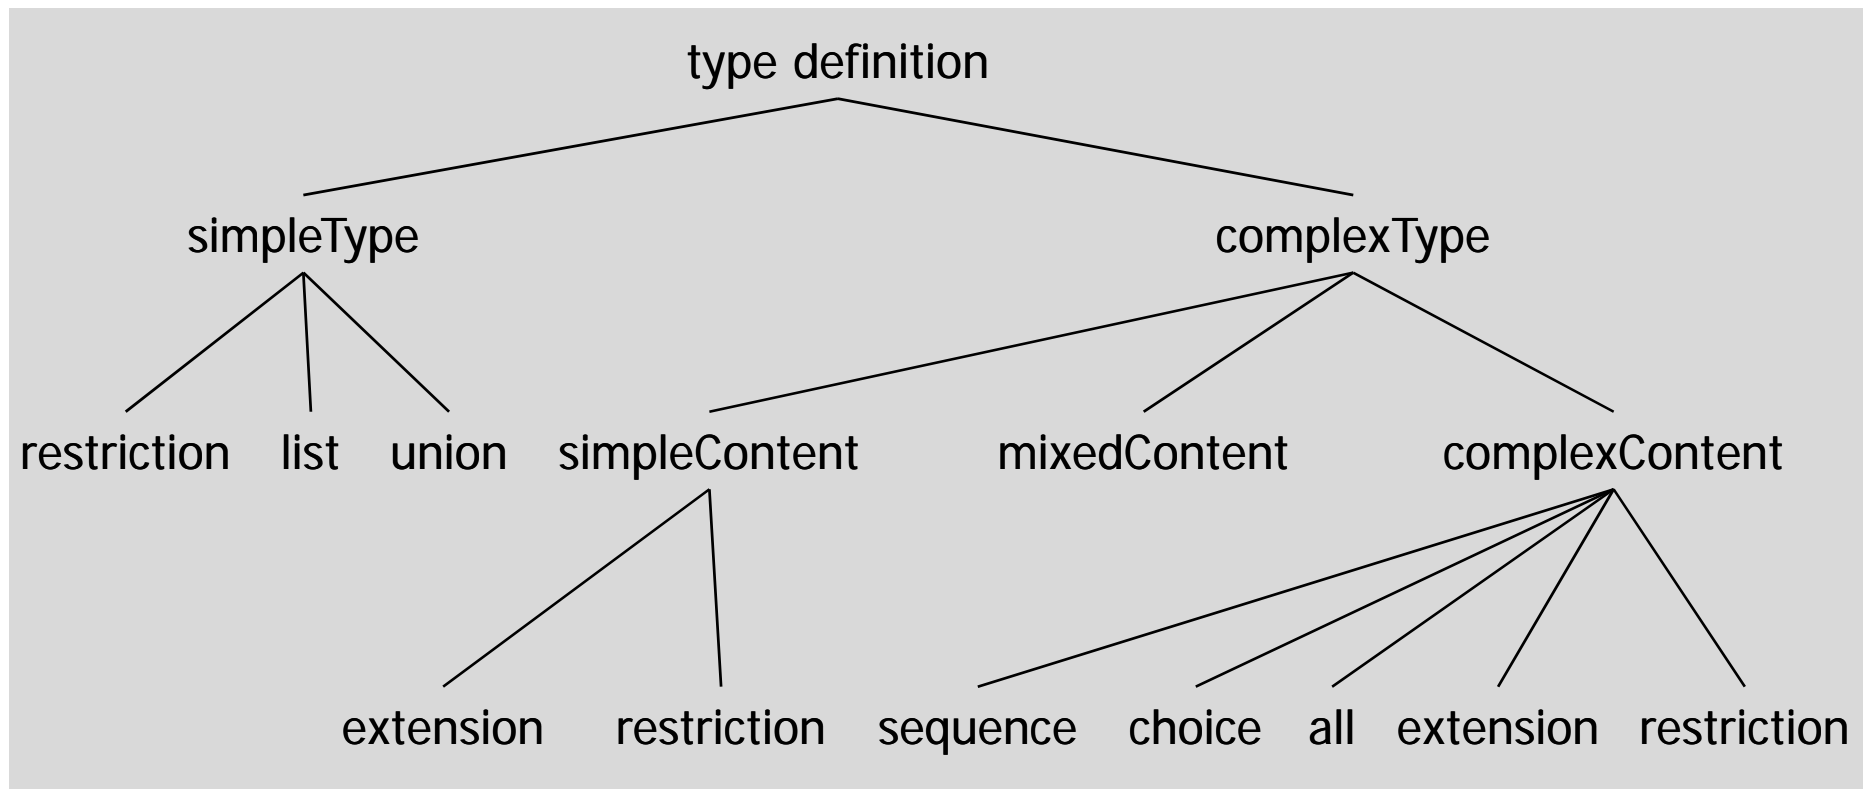 type definition
simpleType complexType
restriction list union simpleContent mixedContent complexContent
extension restriction sequence choice all extension restriction